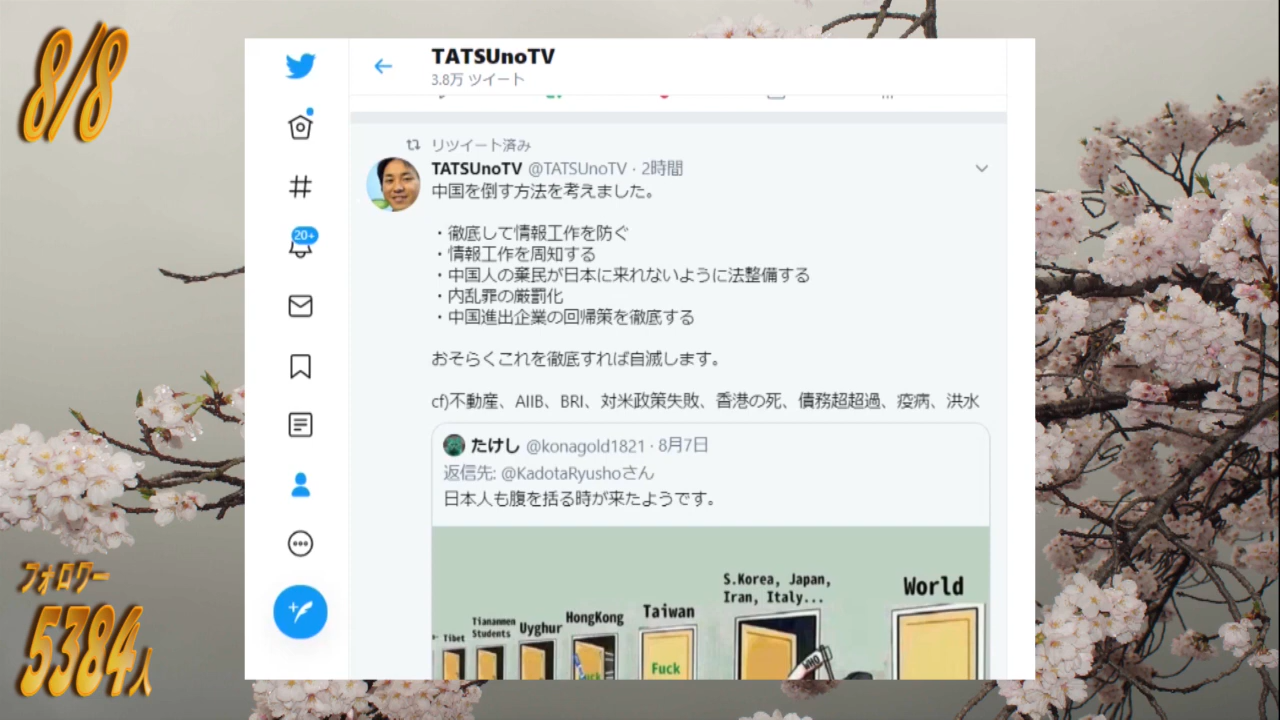 8/8
TATSUnoTV
3.8万 ツイート
20+
リツイート済み
TATSUnoTV @TATSUnoTV · 2時間
中国を倒す方法を考えました。
・徹底して情報工作を防ぐ
・情報工作を周知する
・中国人の棄民が日本に来れないように法整備する
・内乱罪の厳罰化
・中国進出企業の回帰策を徹底する
おそらくこれを徹底すれば自滅します。
cf)不動産、AIIB、BRI、対米政策失敗、香港の死、債務超超過、疫病、洪水
たけし @konagold1821 · 8月7日
返信先: @KadotaRyushoさん
日本人も腹を括る時が来たようです。
Tibet
Tiananmen
Students
Uyghur
HongKong
Taiwan
S.Korea, Japan,
Iran, Italy...
World
Fuck
WHO
フォロワー
5384人